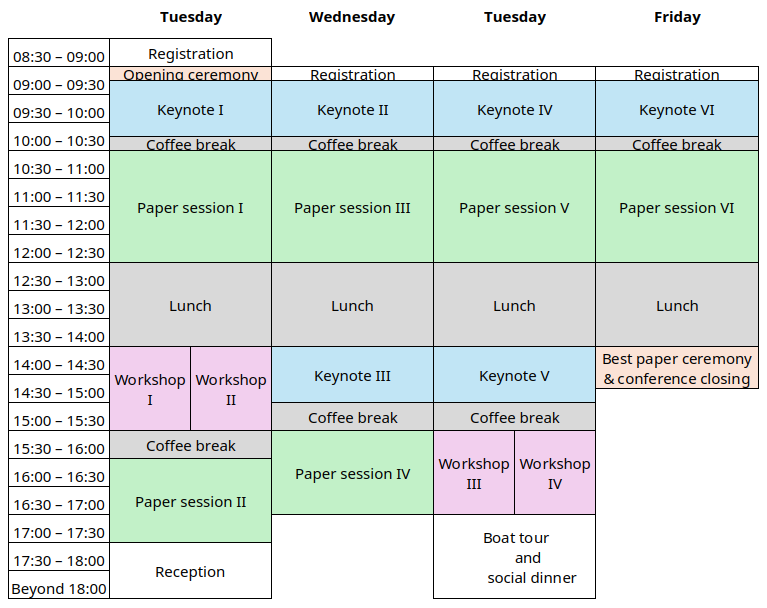 Tuesday Wednesday Tuesday Friday
08:30 – 09:00 Registration
09:00 – 09:30 Opening ceremony Registration Registration Registration
09:30 – 10:00 Keynote I Keynote II Keynote IV Keynote VI
10:00 – 10:30 Coffee break Coffee break Coffee break Coffee break
10:30 – 11:00
11:00 – 11:30
11:30 – 12:00
12:00 – 12:30
Paper session I Paper session III Paper session V Paper session VI
12:30 – 13:00
13:00 – 13:30
13:30 – 14:00
Lunch Lunch Lunch Lunch
14:00 – 14:30
14:30 – 15:00
Workshop
I
Workshop
II
Keynote III Keynote V
Best paper ceremony
& conference closing
15:00 – 15:30 Coffee break Coffee break
15:30 – 16:00 Coffee break
16:00 – 16:30
16:30 – 17:00
17:00 – 17:30
Paper session II Paper session IV
Workshop
III
Workshop
IV
17:30 – 18:00
Beyond 18:00
Reception
Boat tour
and
social dinner